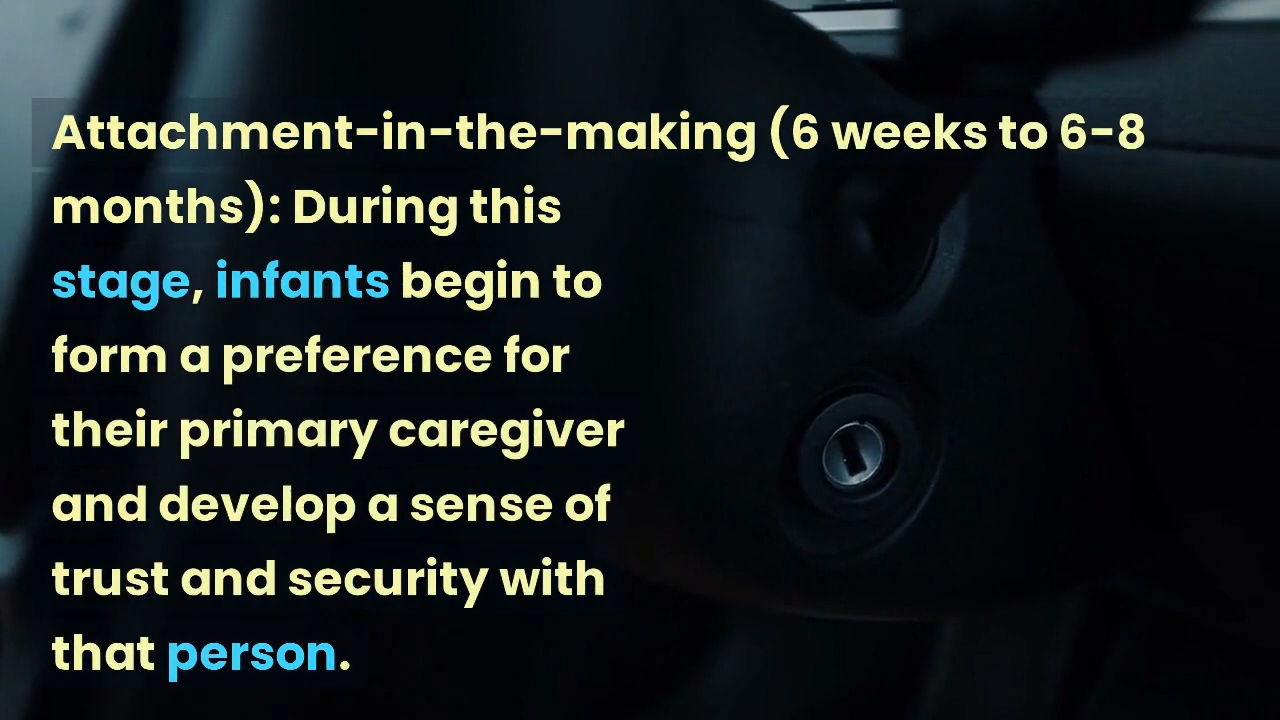 Attachment-in-the-making (6 weeks to 6-8
months): During this
stage, infants begin to
form a preference for
their primary caregiver
and develop a sense of
trust and security with
that person.